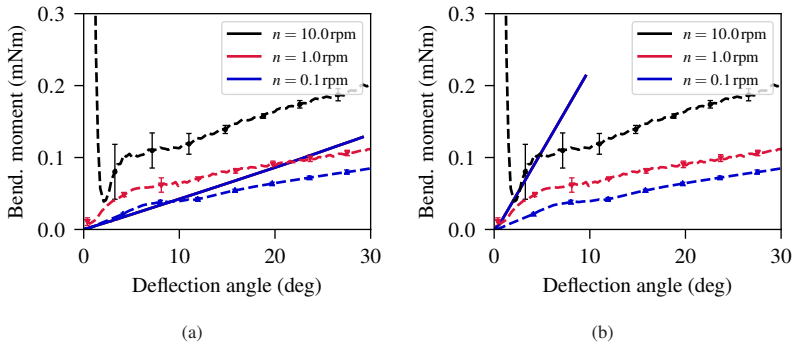 0.3
0.2
0.1
0.0
0
10
20
30
Bend. moment (mNm)
Deflection angle (deg)
n = 10.0 rpm
n = 1.0 rpm
n = 0.1 rpm
(a)
0.3
0.2
0.1
0.0
0
10
20
30
Bend. moment (mNm)
Deflection angle (deg)
n = 10.0 rpm
n = 1.0 rpm
n = 0.1 rpm
(b)